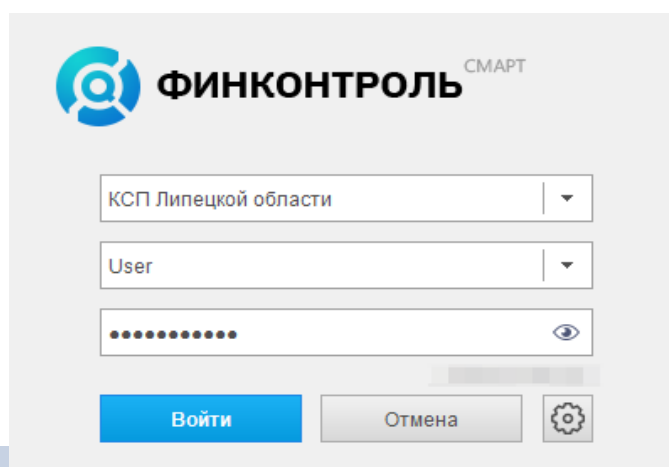 ФИНКОНТРОЛЬ СМАРТ
КСП Липецкой области
User
•••••••••••
Войти Отмена